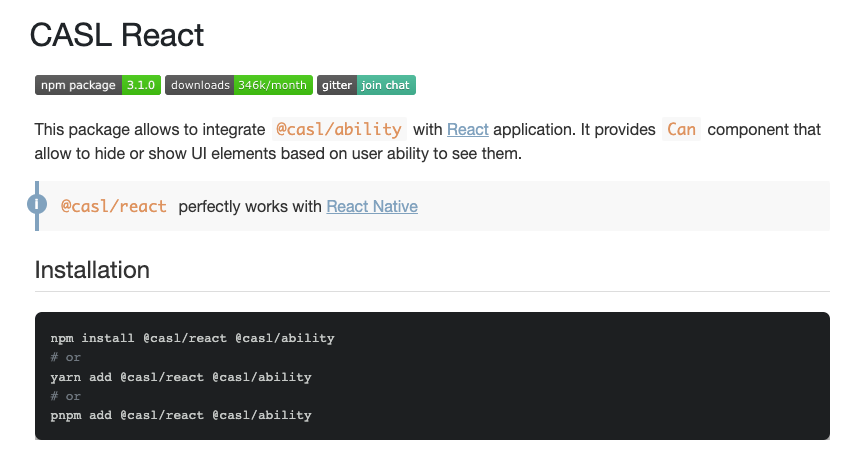 CASL React
npm package 3.1.0 downloads 346k/month gitter join chat
This package allows to integrate @casl/ability with React application. It provides Can component that
allow to hide or show UI elements based on user ability to see them.
i @casl/react perfectly works with React Native
Installation
npm install @casl/react @casl/ability
# or
yarn add @casl/react @casl/ability
# or
pnpm add @casl/react @casl/ability